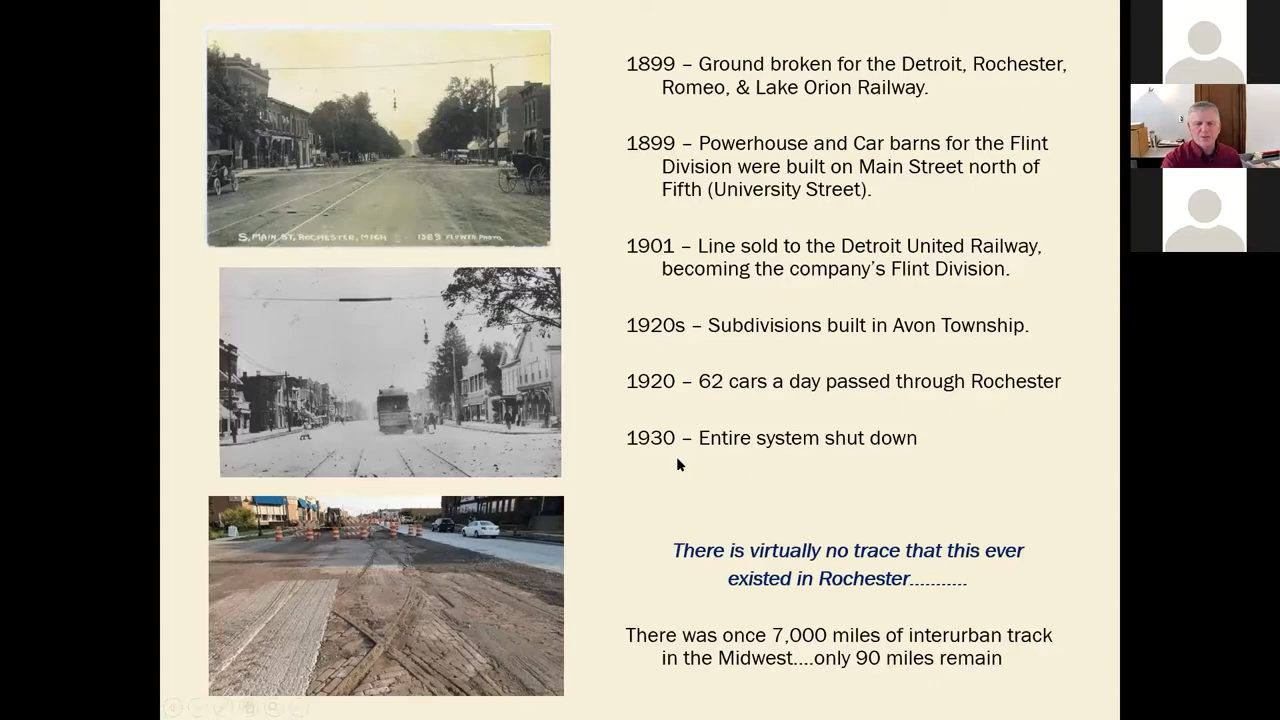 S. MAIN ST. ROCHESTER, MICH 1369 FLOWER PHOTO.
1899 – Ground broken for the Detroit, Rochester,
Romeo, & Lake Orion Railway.
1899 – Powerhouse and Car barns for the Flint
Division were built on Main Street north of
Fifth (University Street).
1901 – Line sold to the Detroit United Railway,
becoming the company’s Flint Division.
1920s – Subdivisions built in Avon Township.
1920 – 62 cars a day passed through Rochester
1930 – Entire system shut down
There is virtually no trace that this ever
existed in Rochester...........
There was once 7,000 miles of interurban track
in the Midwest....only 90 miles remain